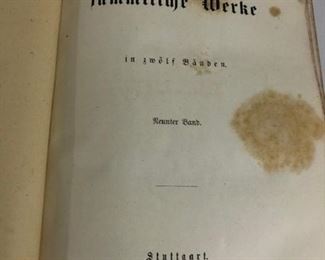 sämmtliche Werke
in zwölf Bänden.
Neunter Band.
Stuttgart.